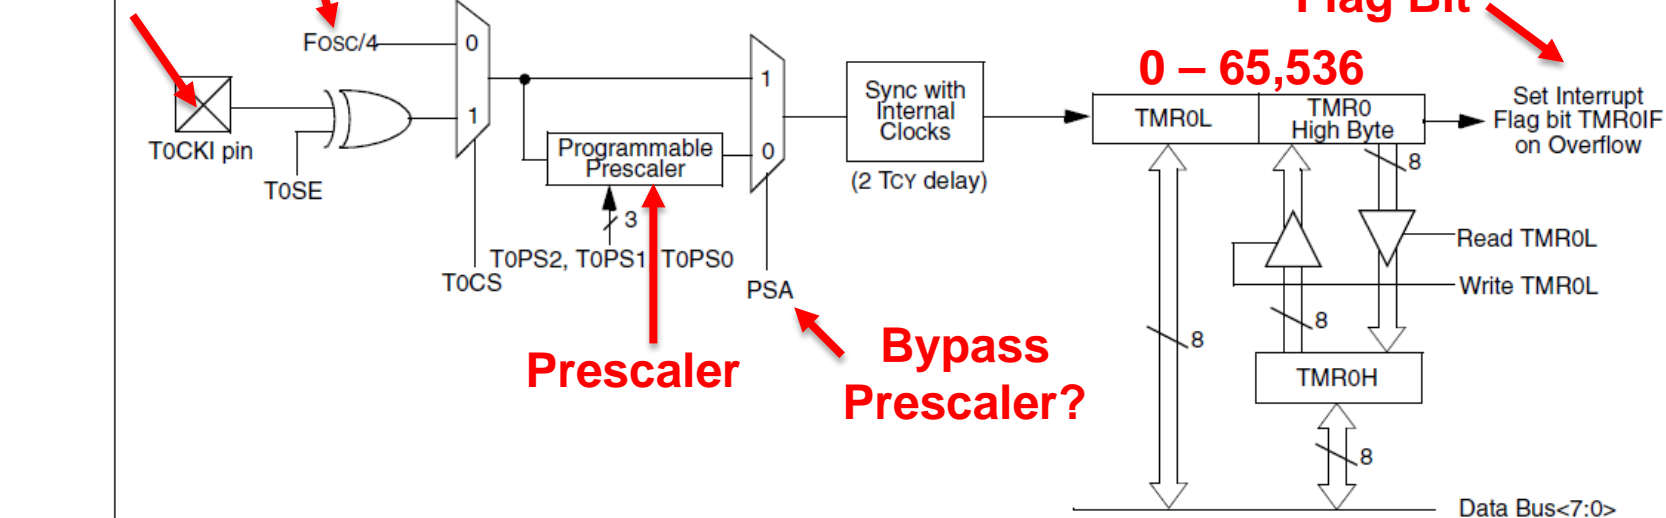 Flag Bit
FOSC/4
0
1
T0CKI pin
T0SE
T0CS
Programmable
Prescaler
3
T0PS2, T0PS1, T0PS0
1
0
PSA
Prescaler
Bypass
Prescaler?
Sync with
Internal
Clocks
(2 TCY delay)
0 – 65,536
TMR0L
TMR0
High Byte
Set Interrupt
Flag bit TMR0IF
on Overflow
8
Read TMR0L
Write TMR0L
8
8
TMR0H
8
Data Bus<7:0>